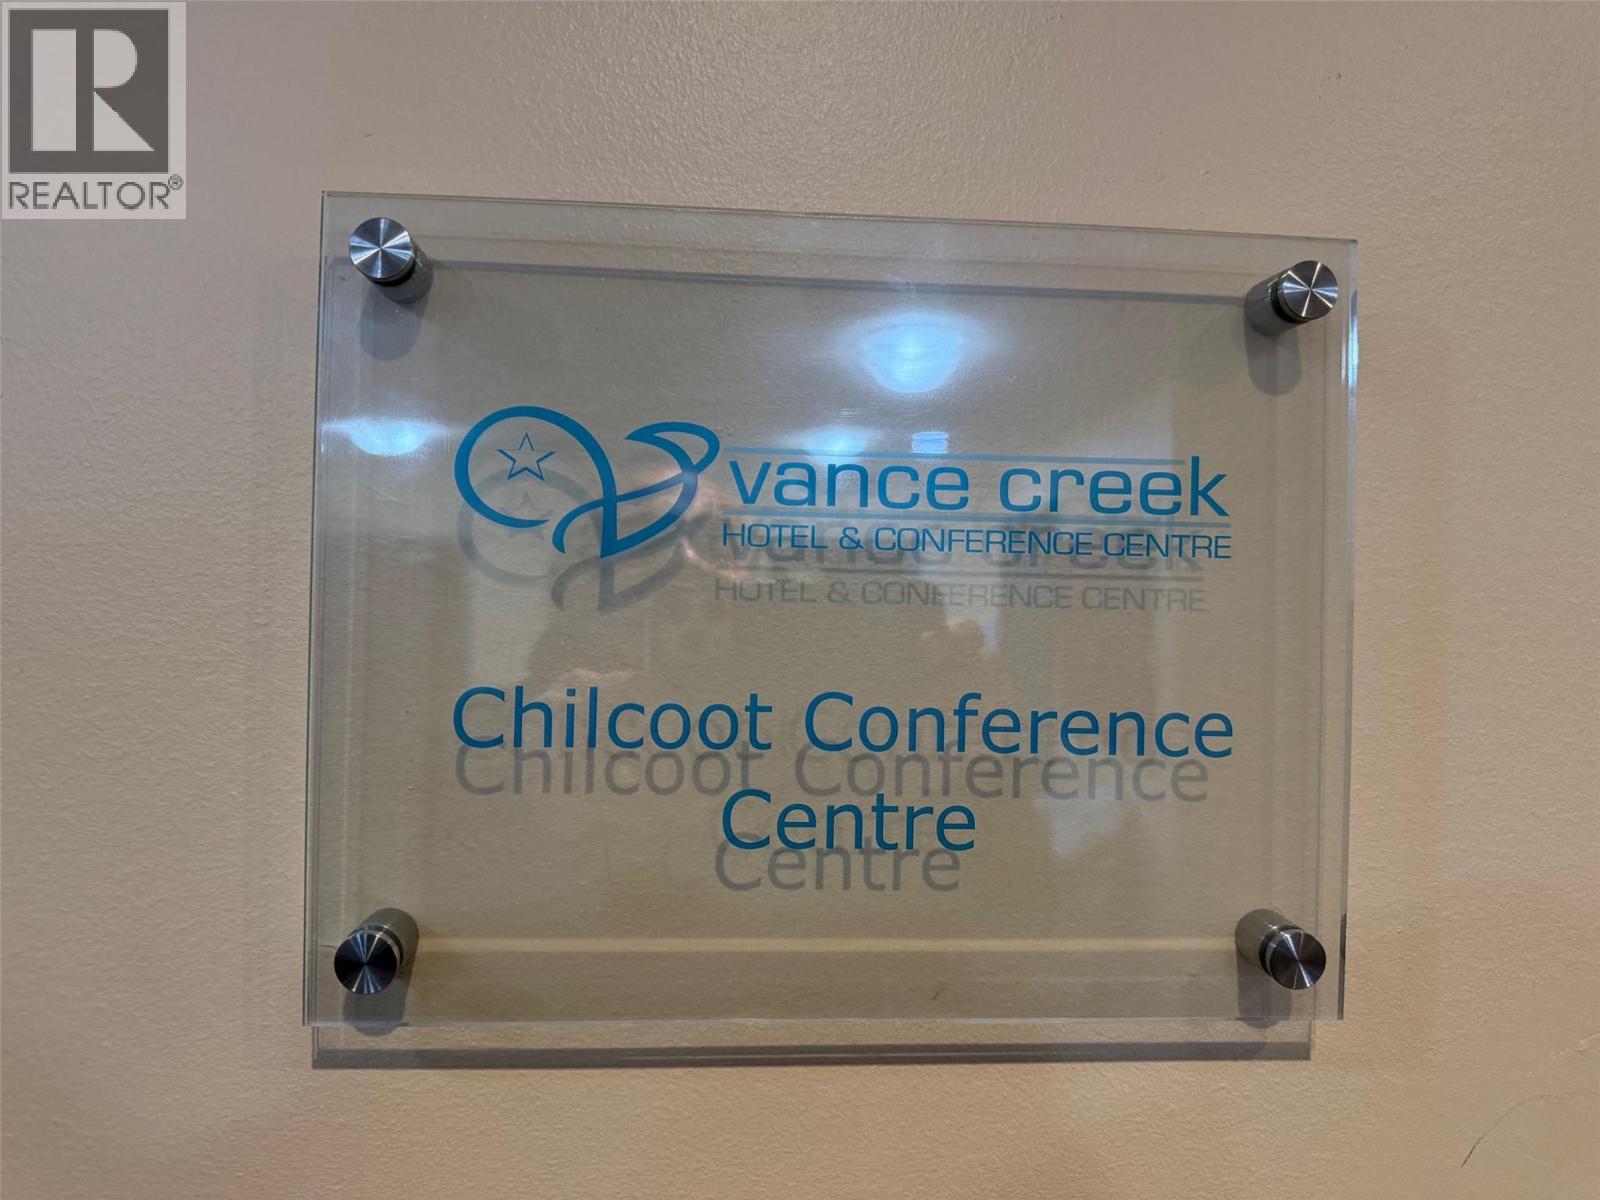 REALTOR®
vance creek
HOTEL & CONFERENCE CENTRE
Chilcoot Conference
Centre